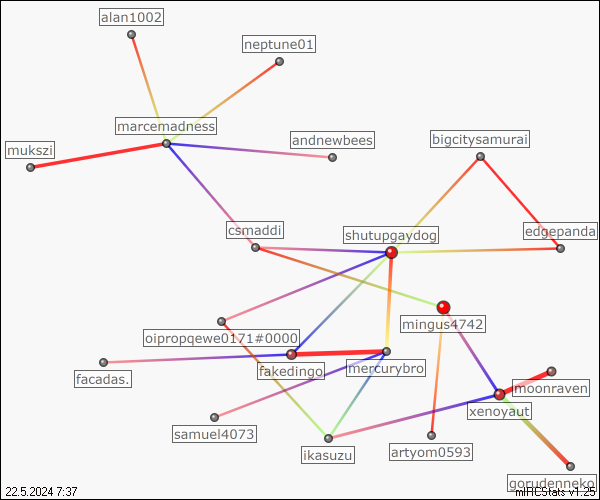 alan1002
neptune01
marcemadness
mukszi
andnewbees
bigcitysamurai
csmaddi
shutupgaydog
edgepanda
oipropqewe0171#0000
mingus4742
facadas.
fakedingo
mercurybro
moonraven
xenoyaut
samuel4073
ikasuzu
artyom0593
gorudenneko
22.5.2024 7:37
mIRCStats v1.25